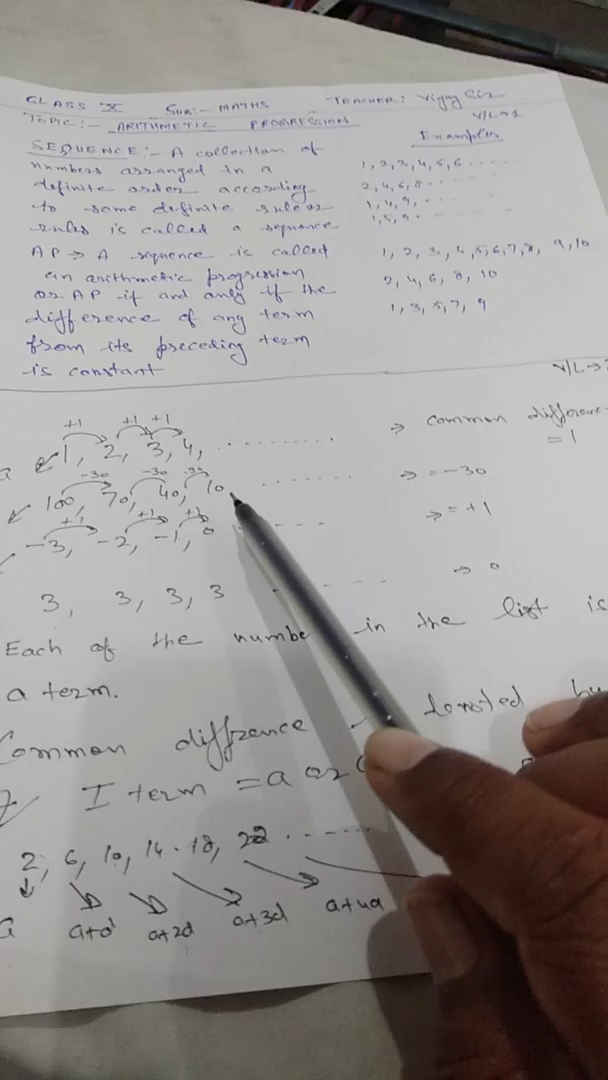 CLASS X SUB:- MATHS TEACHER: Vijay Sir
TOPIC:- ARITHMETIC PROGRESSION V/L→1
SEQUENCE:- A collection of
numbers arranged in a
definite order according
to some definite rule or
rules is called a sequence
Examples
1, 2, 3, 4, 5, 6 ......
2, 4, 6, 8 .......
1, 4, 9, . ......
1, 5, 9 . ......
AP → A sequence is called
an arithmetic progression
or AP if and only if the
difference of any term
from its preceding term
is constant
1, 2, 3, 4, 5, 6, 7, 8, 9, 10
2, 4, 6, 8, 10
1, 3, 5, 7, 9
+1 +1 +1
a 1, 2, 3, 4, .......... → common
= 1
-30 -30 -30
100, 70, 40, 10 ....... → = -30
+1 +1 +1
-3, -2, -1, 0 - - - → = +1
3, 3, 3, 3 - - - - → 0
Each of the in the list is
a term.
Common diffrence
I term = a or
2, 6, 10, 14 . 18, 22 ......
a a+d a+2d a+3d a+4d